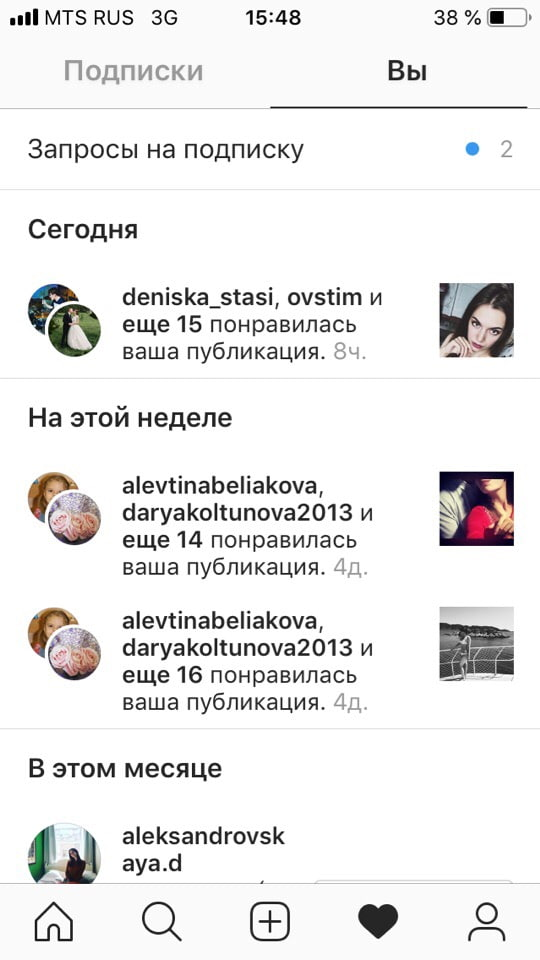 MTS RUS 3G 15:48 38 %
Подписки Вы
Запросы на подписку 2
Сегодня
deniska_stasi, ovstim и
еще 15 понравилась
ваша публикация. 8ч.
На этой неделе
alevtinabeliakova,
daryakoltunova2013 и
еще 14 понравилась
ваша публикация. 4д.
alevtinabeliakova,
daryakoltunova2013 и
еще 16 понравилась
ваша публикация. 4д.
В этом месяце
aleksandrovsk
aya.d